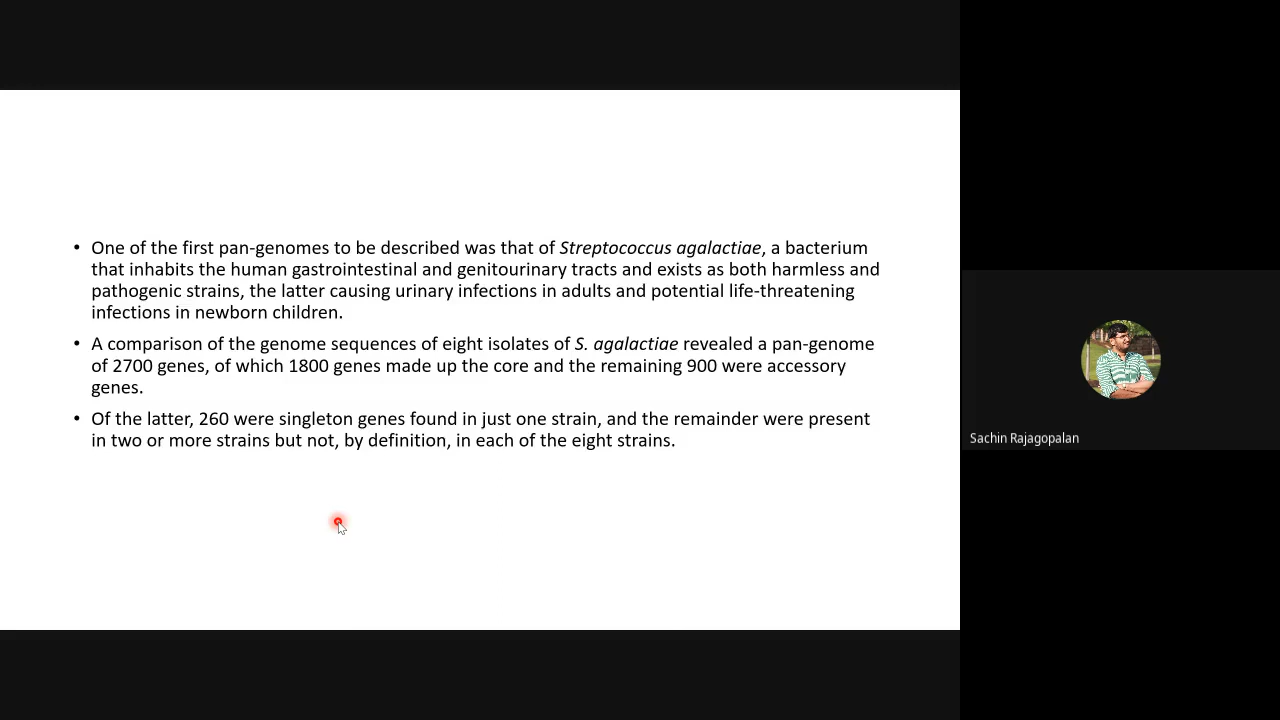 • One of the first pan-genomes to be described was that of Streptococcus agalactiae, a bacterium
that inhabits the human gastrointestinal and genitourinary tracts and exists as both harmless and
pathogenic strains, the latter causing urinary infections in adults and potential life-threatening
infections in newborn children.
• A comparison of the genome sequences of eight isolates of S. agalactiae revealed a pan-genome
of 2700 genes, of which 1800 genes made up the core and the remaining 900 were accessory
genes.
• Of the latter, 260 were singleton genes found in just one strain, and the remainder were present
in two or more strains but not, by definition, in each of the eight strains.
Sachin Rajagopalan